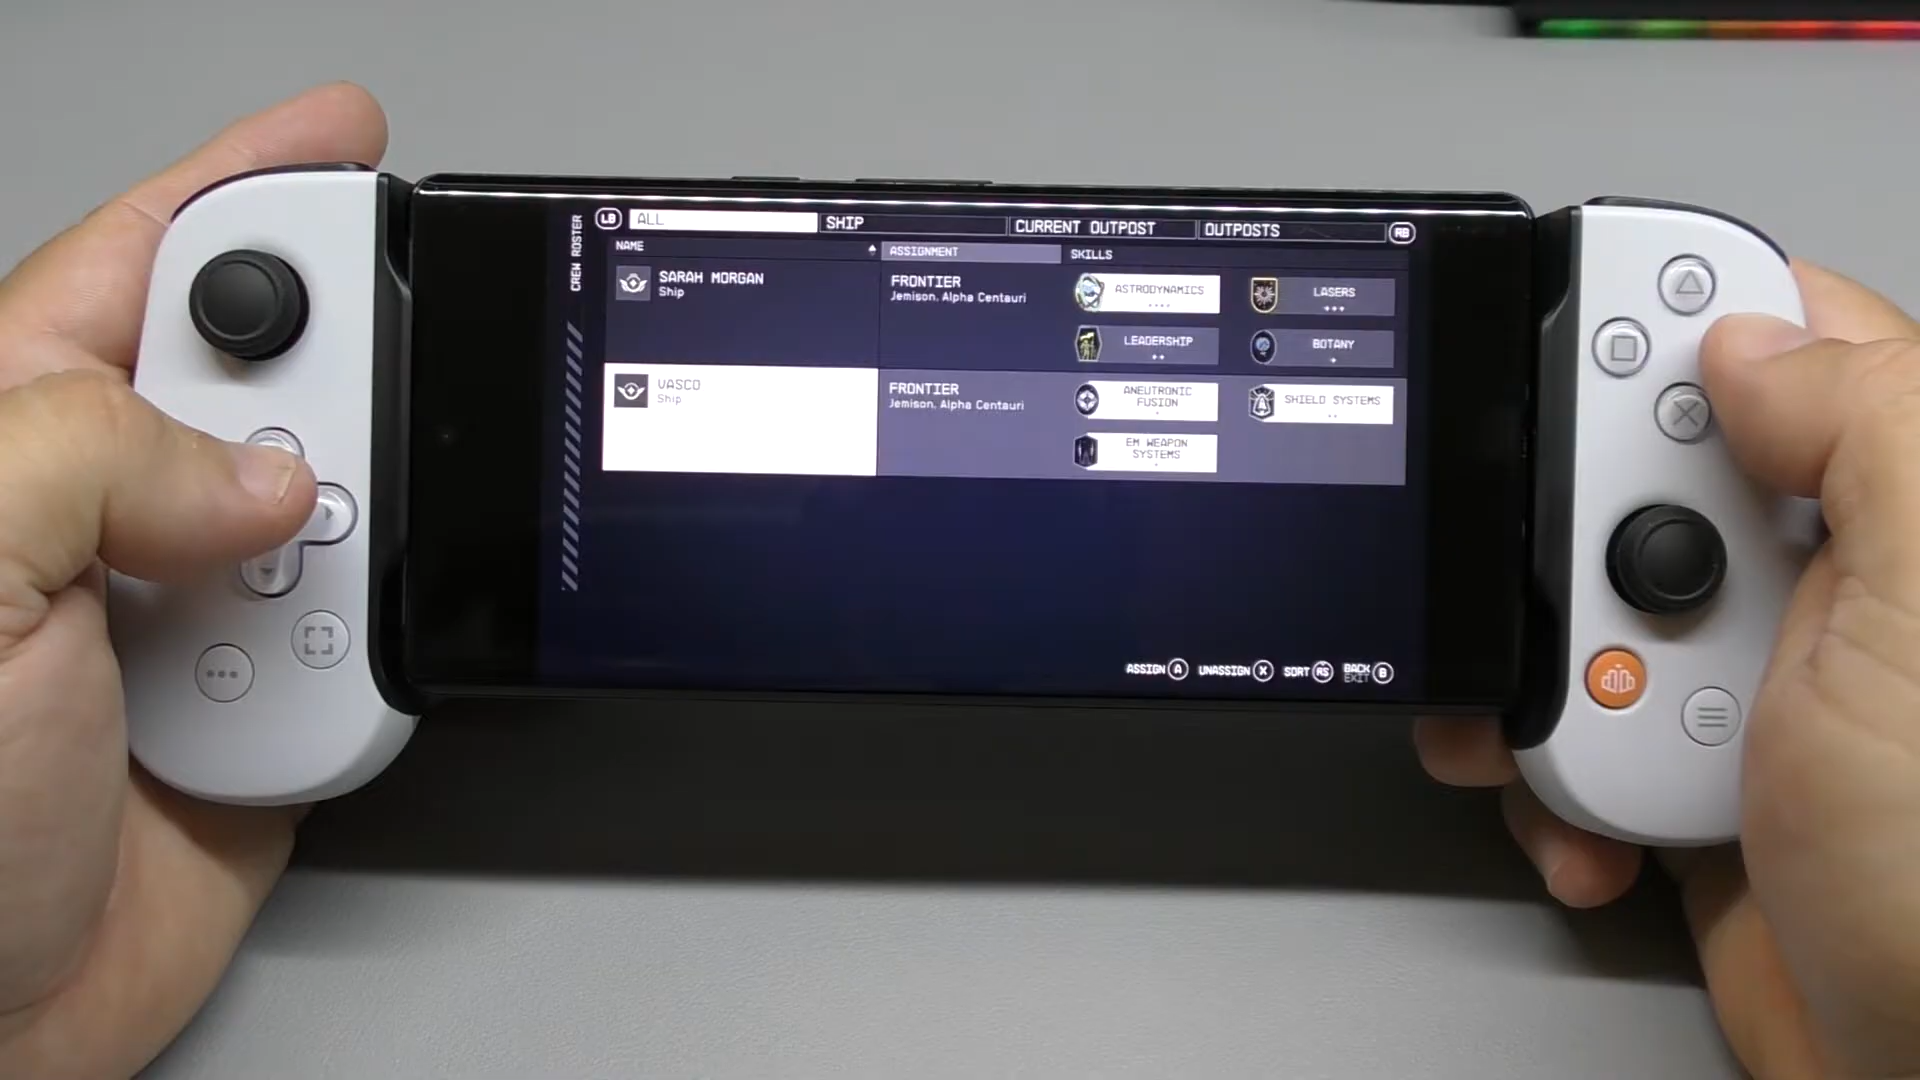 CREW ROSTER
LB ALL SHIP CURRENT OUTPOST OUTPOSTS RB
NAME ASSIGNMENT SKILLS
SARAH MORGAN
Ship
FRONTIER
Jemison, Alpha Centauri
ASTRODYNAMICS
LASERS
LEADERSHIP
BOTANY
VASCO
Ship
FRONTIER
Jemison, Alpha Centauri
ANEUTRONIC
FUSION
SHIELD SYSTEMS
EM WEAPON
SYSTEMS
ASSIGN A UNASSIGN X SORT RS BACK B
EXIT